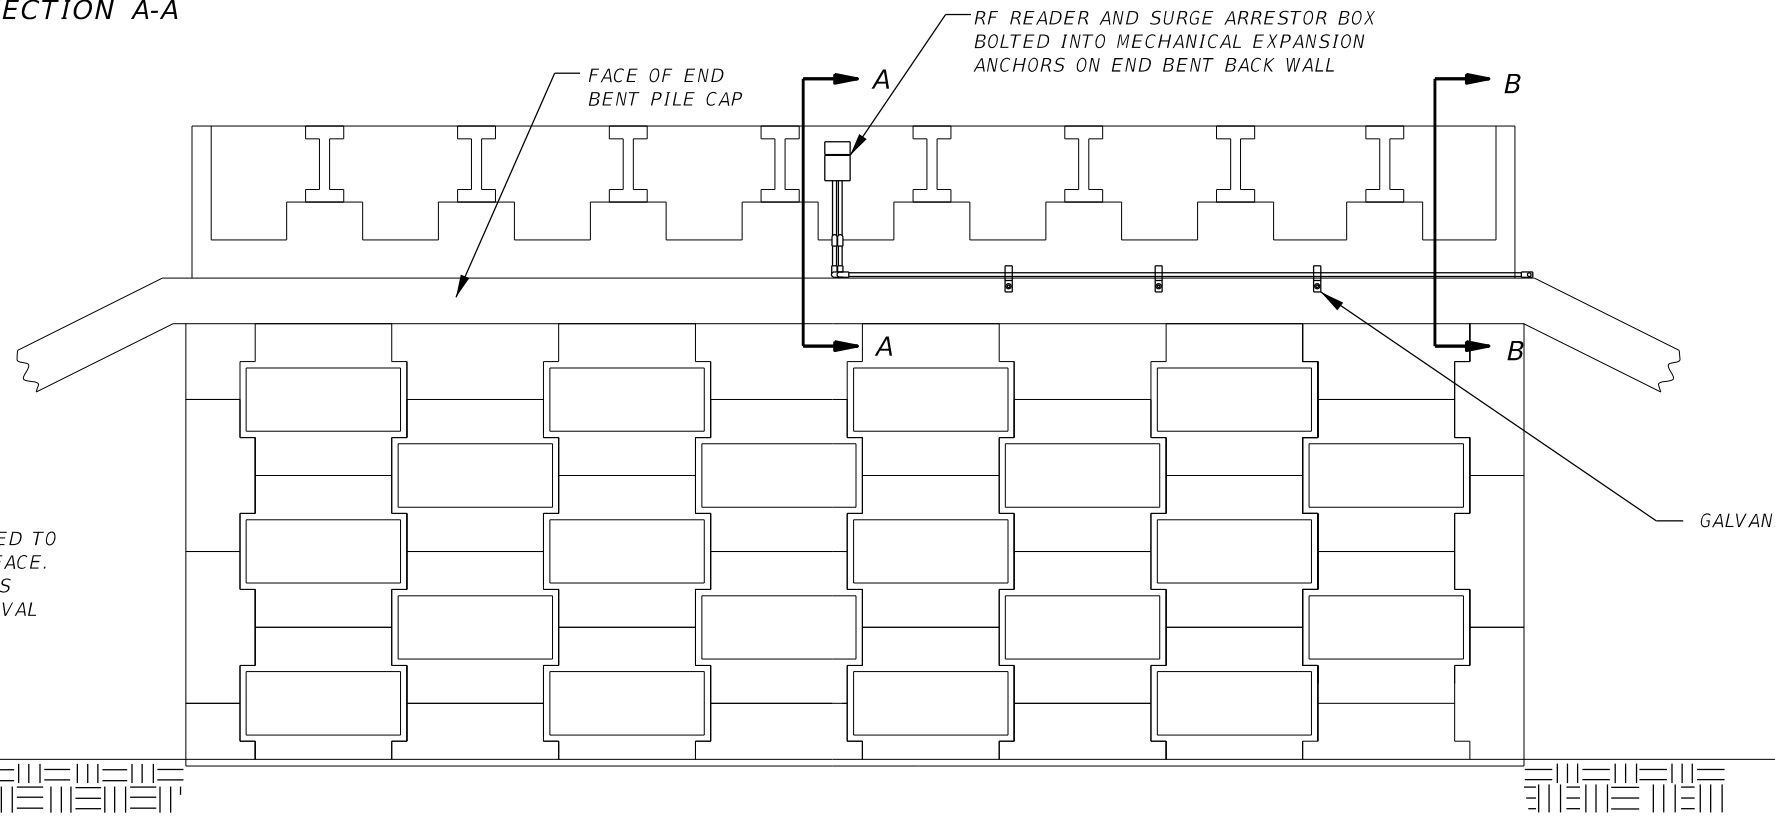 ECTION A-A
RF READER AND SURGE ARRESTOR BOX
BOLTED INTO MECHANICAL EXPANSION
ANCHORS ON END BENT BACK WALL
FACE OF END
BENT PILE CAP
A
B
A
B
GALVAN
ED TO
FACE.
S
VAL